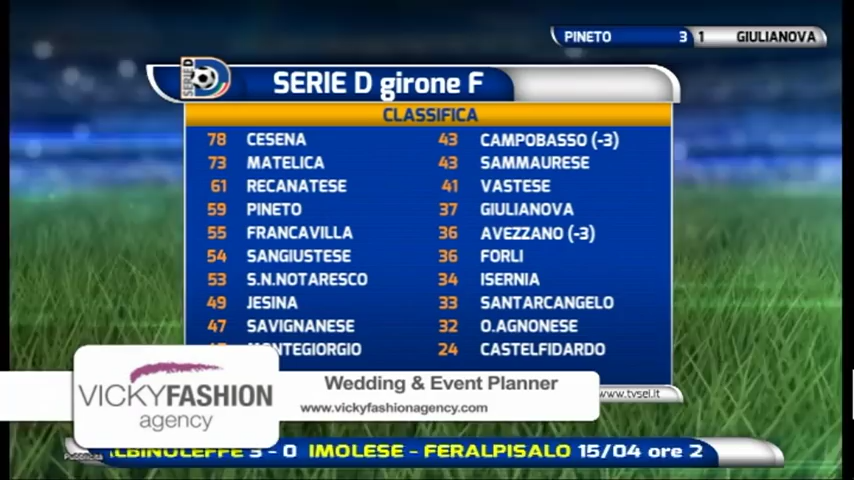 PINETO 3 1 GIULIANOVA
SERIE D
SERIE D girone F
CLASSIFICA
78 CESENA
73 MATELICA
61 RECANATESE
59 PINETO
55 FRANCAVILLA
54 SANGIUSTESE
53 S.N.NOTARESCO
49 JESINA
47 SAVIGNANESE
MONTEGIORGIO
43 CAMPOBASSO (-3)
43 SAMMAURESE
41 VASTESE
37 GIULIANOVA
36 AVEZZANO (-3)
36 FORLI
34 ISERNIA
33 SANTARCANGELO
32 O.AGNONESE
24 CASTELFIDARDO
www.tvsei.it
VICKYFASHION
agency
Wedding & Event Planner
www.vickyfashionagency.com
Pubblicità
LBINOLEFFE 3 - 0 IMOLESE - FERALPISALO 15/04 ore 2